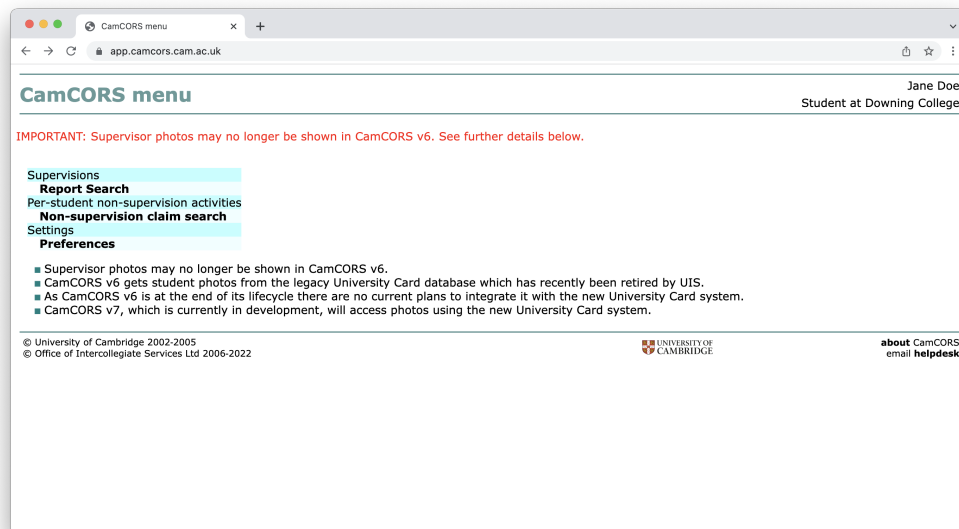 CamCORS menu
app.camcors.cam.ac.uk
CamCORS menu
Jane Doe
Student at Downing College
IMPORTANT: Supervisor photos may no longer be shown in CamCORS v6. See further details below.
Supervisions
Report Search
Per-student non-supervision activities
Non-supervision claim search
Settings
Preferences
Supervisor photos may no longer be shown in CamCORS v6.
CamCORS v6 gets student photos from the legacy University Card database which has recently been retired by UIS.
As CamCORS v6 is at the end of its lifecycle there are no current plans to integrate it with the new University Card system.
CamCORS v7, which is currently in development, will access photos using the new University Card system.
© University of Cambridge 2002-2005
© Office of Intercollegiate Services Ltd 2006-2022
UNIVERSITY OF
CAMBRIDGE
about CamCORS
email helpdesk